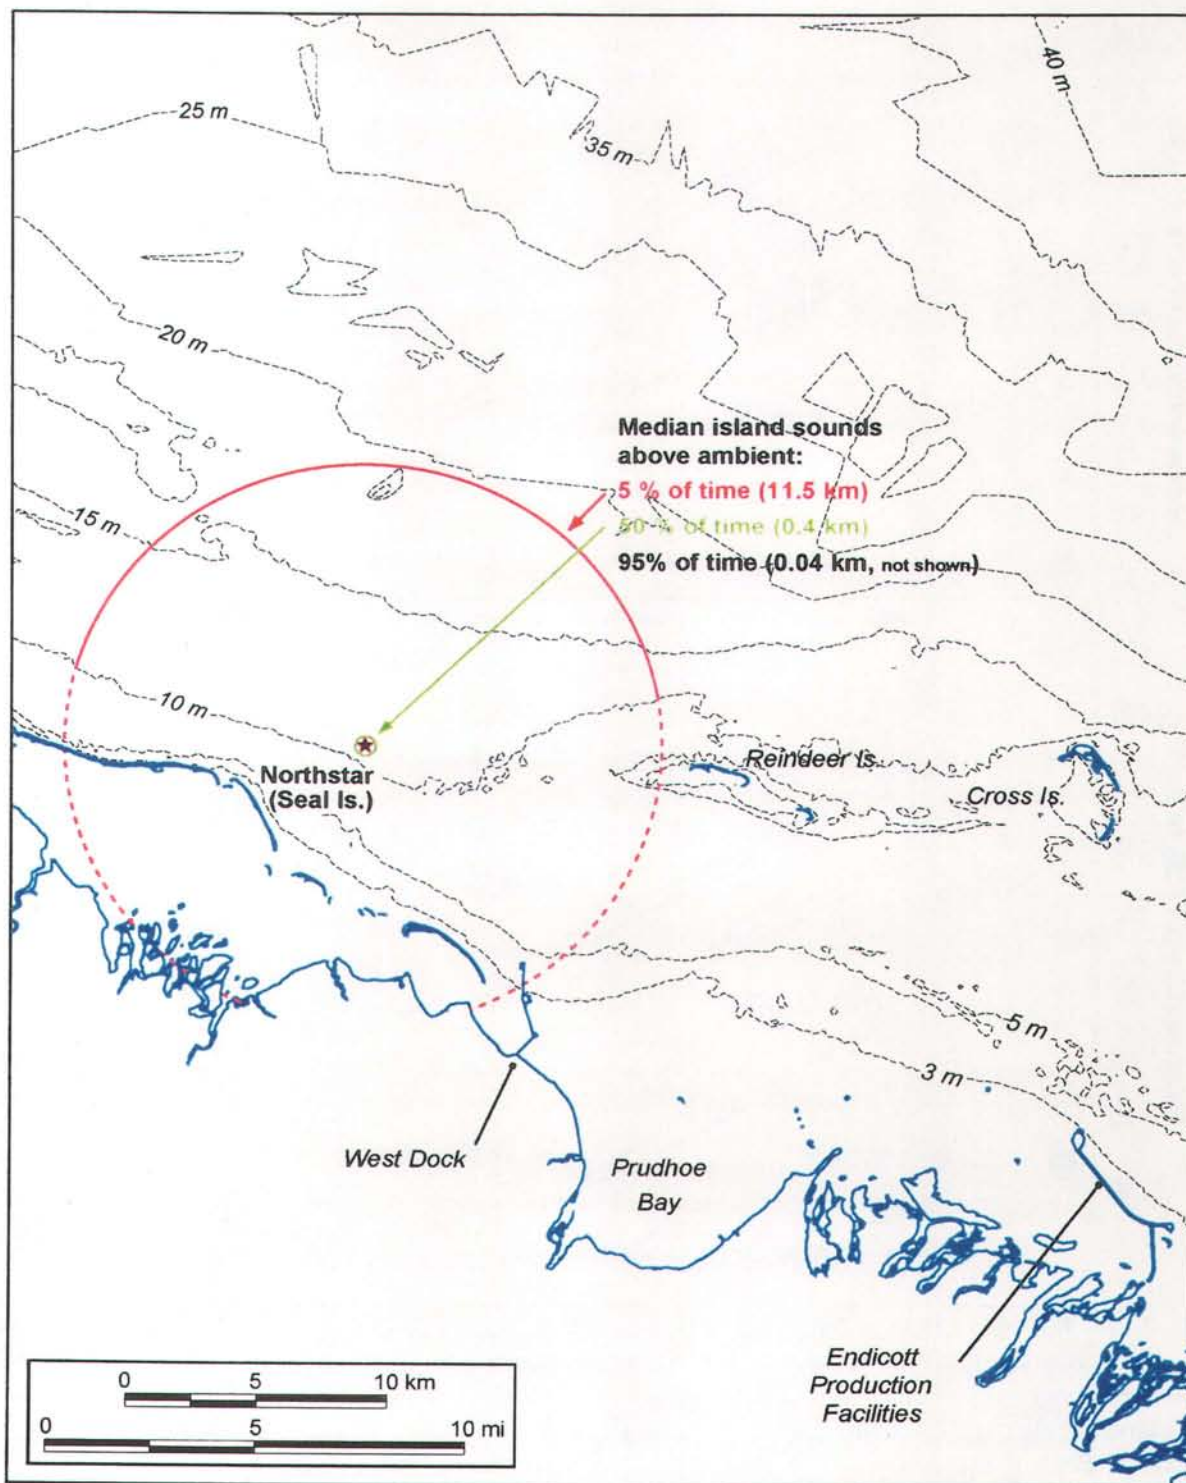 40 m
25 m
35 m
20 m
Median island sounds
above ambient:
5 % of time (11.5 km)
50 % of time (0.4 km)
95% of time (0.04 km, not shown)
15 m
10 m
Northstar
(Seal Is.)
Reindeer Is.
Cross Is.
5 m
3 m
West Dock
Prudhoe
Bay
Endicott
Production
Facilities
0 5 10 km
0 5 10 mi